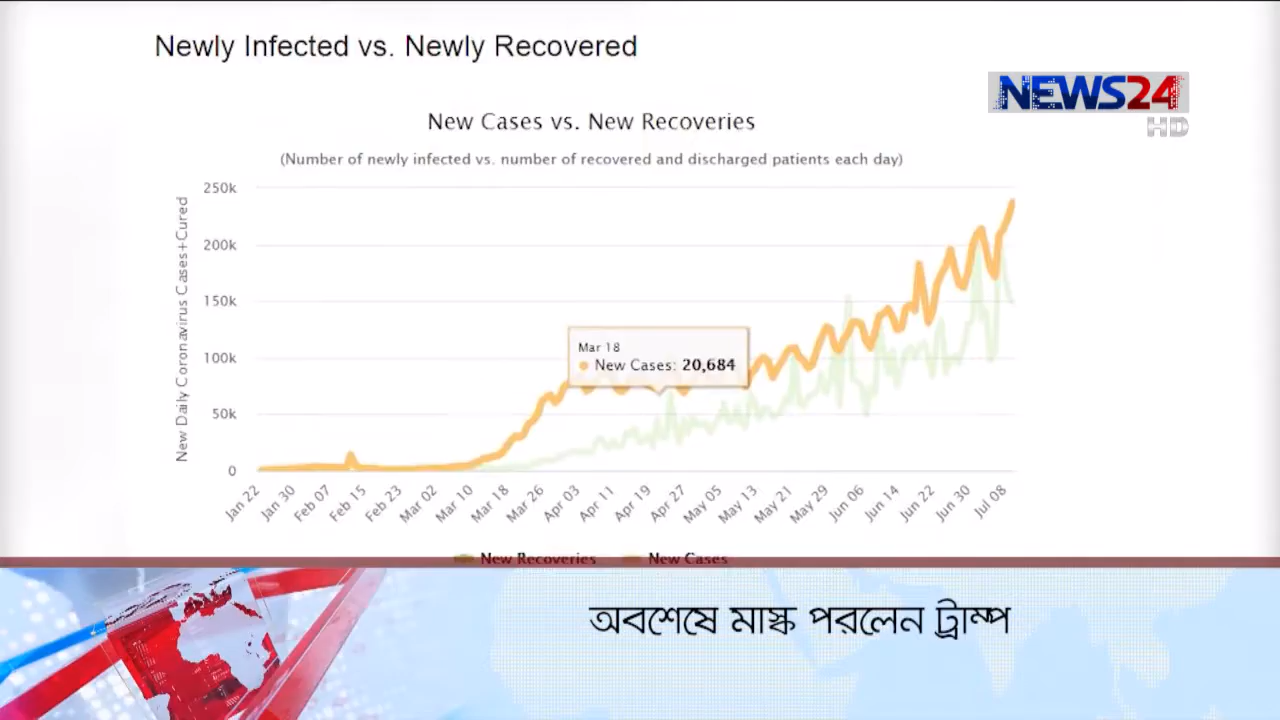 Newly Infected vs. Newly Recovered
NEWS24
HD
New Cases vs. New Recoveries
(Number of newly infected vs. number of recovered and discharged patients each day)
New Daily Coronavirus Cases+Cured
250k
200k
150k
100k
50k
0
Mar 18
New Cases: 20,684
Jan 22
Jan 30
Feb 07
Feb 15
Feb 23
Mar 02
Mar 10
Mar 18
Mar 26
Apr 03
Apr 11
Apr 19
Apr 27
May 05
May 13
May 21
May 29
Jun 06
Jun 14
Jun 22
Jun 30
Jul 08
New Recoveries New Cases
অবশেষে মাস্ক পরলেন ট্রাম্প